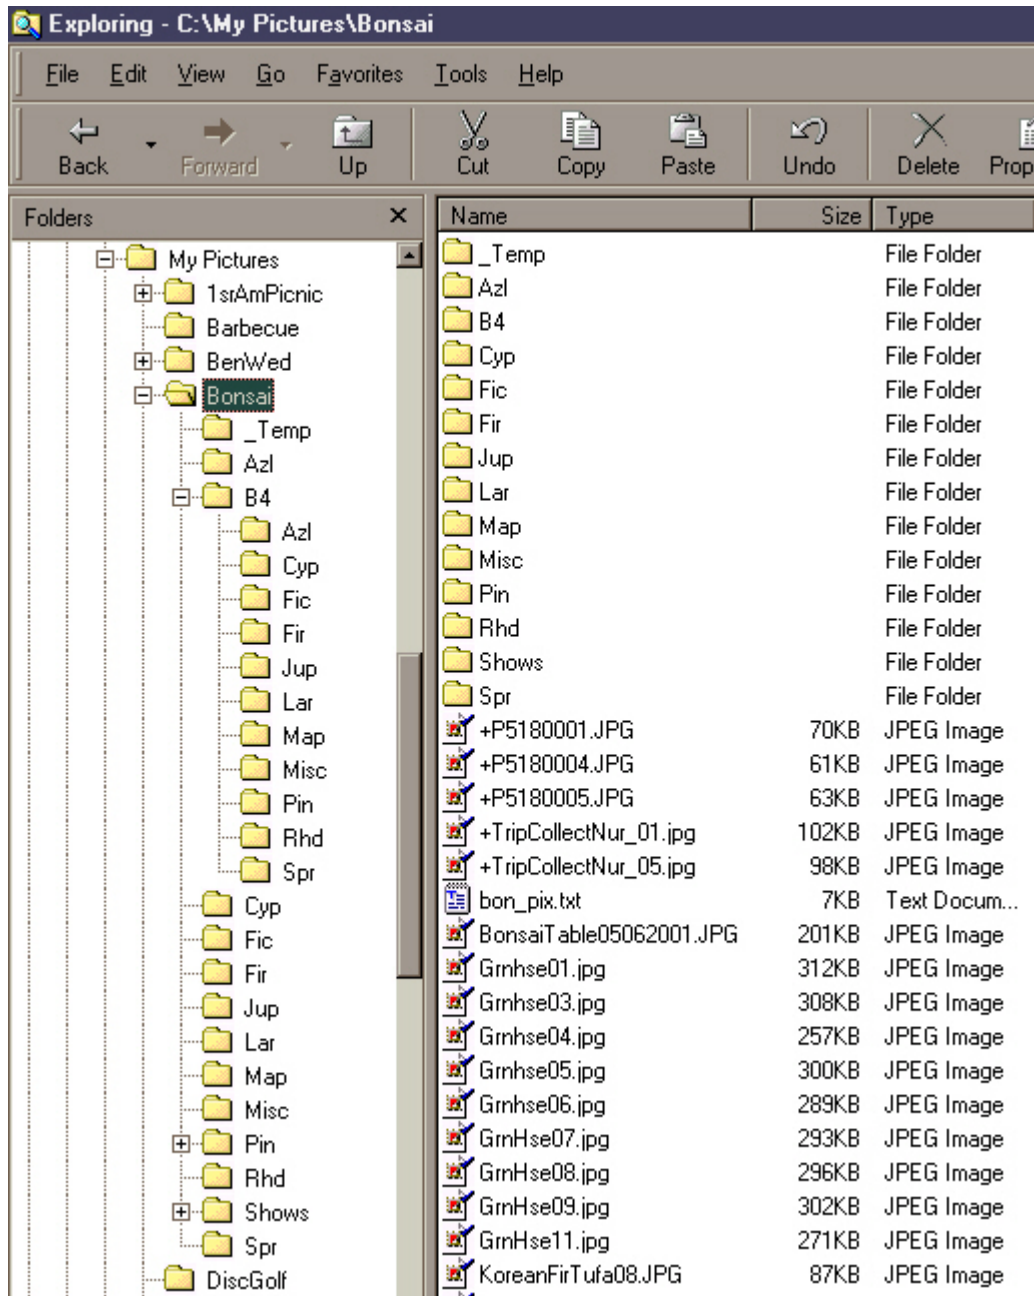 Exploring - C:\My Pictures\Bonsai
File Edit View Go Favorites Tools Help
Back Forward Up Cut Copy Paste Undo Delete Prop
Folders
My Pictures
1srAmPicnic
Barbecue
BenWed
Bonsai
_Temp
Azl
B4
Azl
Cyp
Fic
Fir
Jup
Lar
Map
Misc
Pin
Rhd
Spr
Cyp
Fic
Fir
Jup
Lar
Map
Misc
Pin
Rhd
Shows
Spr
DiscGolf
Name Size Type
_Temp File Folder
Azl File Folder
B4 File Folder
Cyp File Folder
Fic File Folder
Fir File Folder
Jup File Folder
Lar File Folder
Map File Folder
Misc File Folder
Pin File Folder
Rhd File Folder
Shows File Folder
Spr File Folder
+P5180001.JPG 70KB JPEG Image
+P5180004.JPG 61KB JPEG Image
+P5180005.JPG 63KB JPEG Image
+TripCollectNur_01.jpg 102KB JPEG Image
+TripCollectNur_05.jpg 98KB JPEG Image
bon_pix.txt 7KB Text Docum...
BonsaiTable05062001.JPG 201KB JPEG Image
Grnhse01.jpg 312KB JPEG Image
Grnhse03.jpg 308KB JPEG Image
Grnhse04.jpg 257KB JPEG Image
Grnhse05.jpg 300KB JPEG Image
Grnhse06.jpg 289KB JPEG Image
GrnHse07.jpg 293KB JPEG Image
GrnHse08.jpg 296KB JPEG Image
GrnHse09.jpg 302KB JPEG Image
GrnHse11.jpg 271KB JPEG Image
KoreanFirTufa08.JPG 87KB JPEG Image